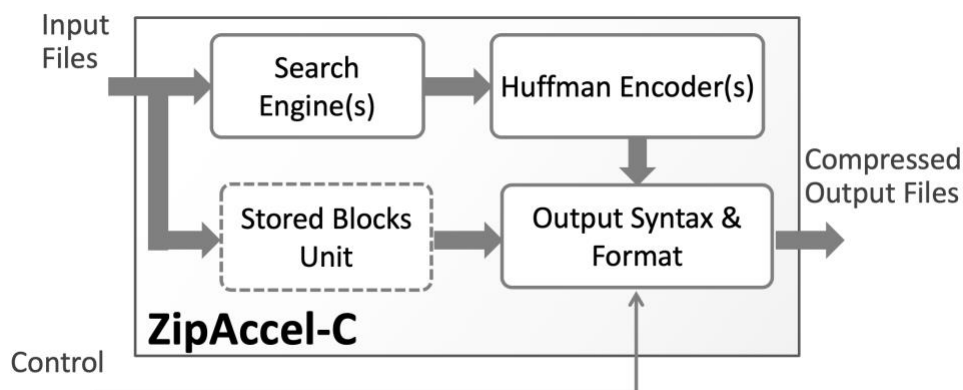 Input
Files
Search
Engine(s)
Huffman Encoder(s)
Compressed
Output Files
Stored Blocks
Unit
Output Syntax &
Format
ZipAccel-C
Control